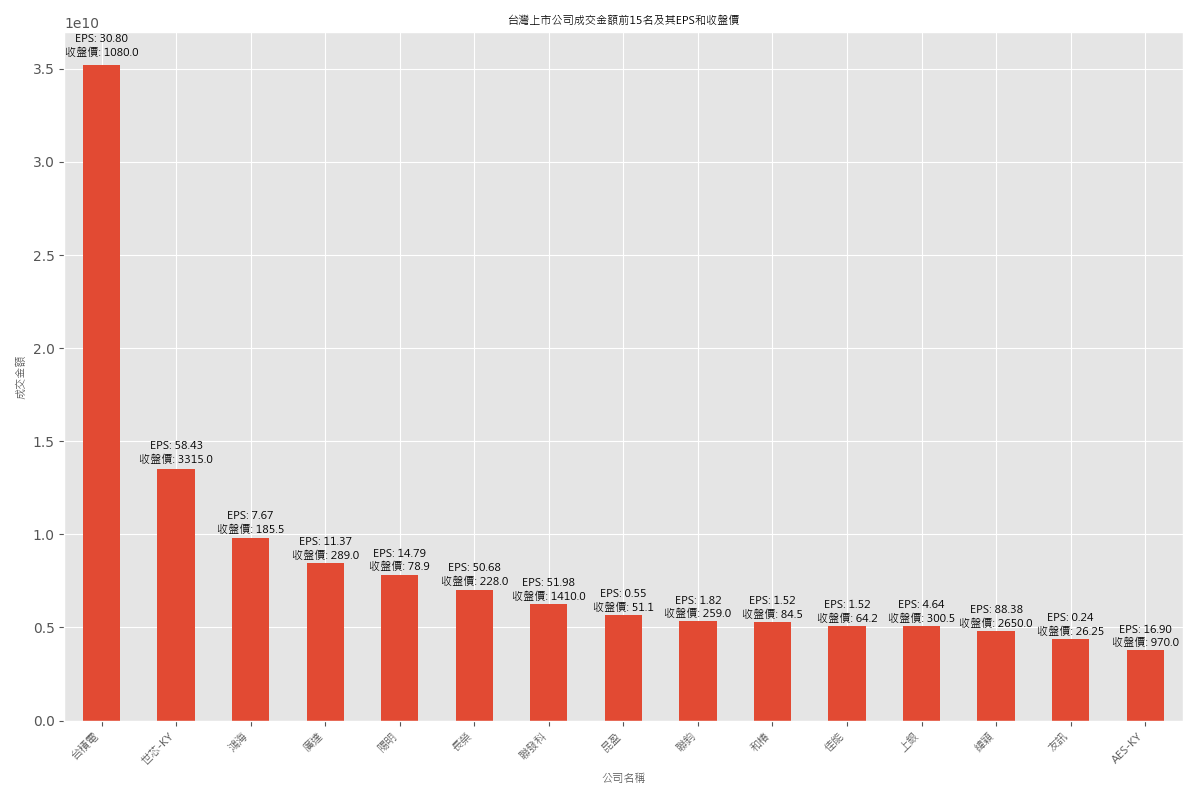 台灣上市公司成交金額前15名及其EPS和收盤價
1e10
成交金額
3.5
3.0
2.5
2.0
1.5
1.0
0.5
0.0
EPS: 30.80
收盤價: 1080.0
EPS: 58.43
收盤價: 3315.0
EPS: 7.67
收盤價: 185.5
EPS: 11.37
收盤價: 289.0
EPS: 14.79
收盤價: 78.9
EPS: 50.68
收盤價: 228.0
EPS: 51.98
收盤價: 1410.0
EPS: 0.55
收盤價: 51.1
EPS: 1.82
收盤價: 259.0
EPS: 1.52
收盤價: 84.5
EPS: 1.52
收盤價: 64.2
EPS: 4.64
收盤價: 300.5
EPS: 88.38
收盤價: 2650.0
EPS: 0.24
收盤價: 26.25
EPS: 16.90
收盤價: 970.0
台積電
世芯-KY
鴻海
廣達
陽明
長榮
聯發科
昆盈
聯鈞
和椿
佳能
上銀
緯穎
友訊
AES-KY
公司名稱